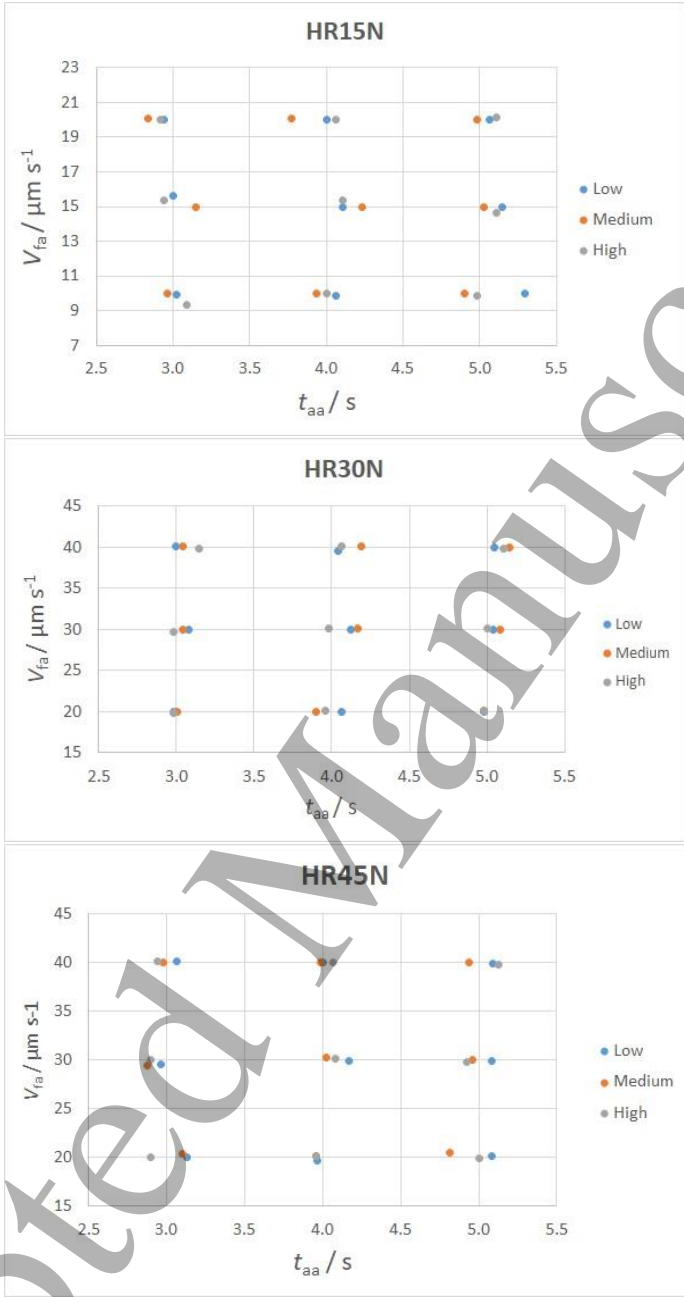 HR15N
23
21
19
17
15
13
11
9
7
V_fa / µm s⁻¹
2.5 3.0 3.5 4.0 4.5 5.0 5.5
t_aa / s
Low
Medium
High
HR30N
45
40
35
30
25
20
15
V_fa / µm s⁻¹
2.5 3.0 3.5 4.0 4.5 5.0 5.5
t_aa / s
Low
Medium
High
HR45N
45
40
35
30
25
20
15
V_fa / µm s-1
2.5 3.0 3.5 4.0 4.5 5.0 5.5
t_aa / s
Low
Medium
High
pted Manusc